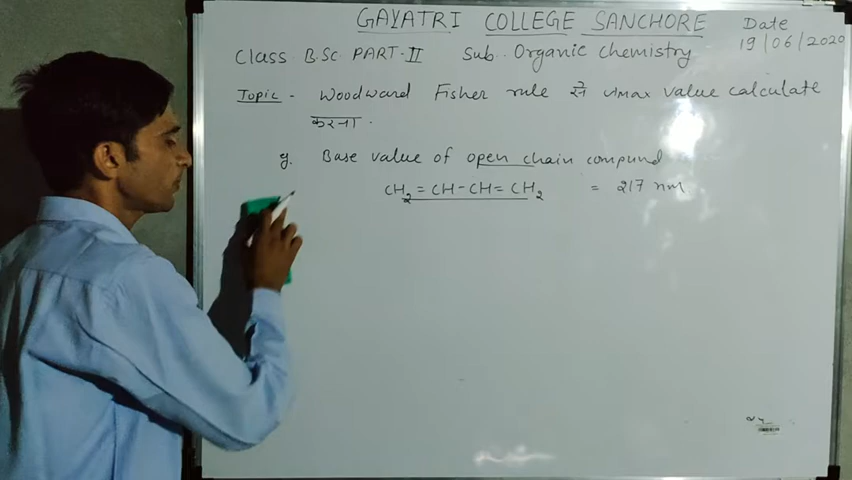 GAYATRI COLLEGE SANCHORE
Date
19/06/2020
Class B.Sc. PART-II Sub. Organic Chemistry
Topic - Woodward Fisher rule से λmax value calculate
करना.
Base value of open chain compund
CH2=CH-CH=CH2 = 217 nm